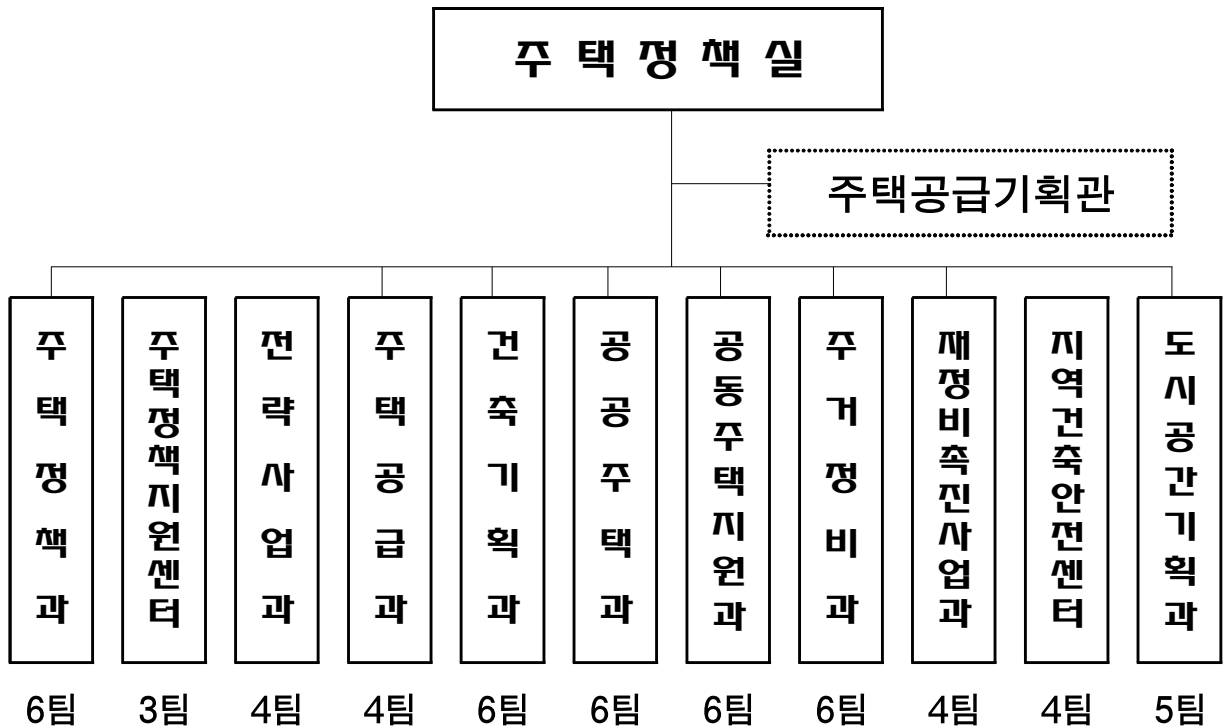 주택정책실
주택공급기획관
주택정책과
주택정책지원센터
전략사업과
주택공급과
건축기획과
공공주택과
공동주택지원과
주거정비과
재정비촉진사업과
지역건축안전센터
도시공간기획과
6팀 3팀 4팀 4팀 6팀 6팀 6팀 6팀 4팀 4팀 5팀